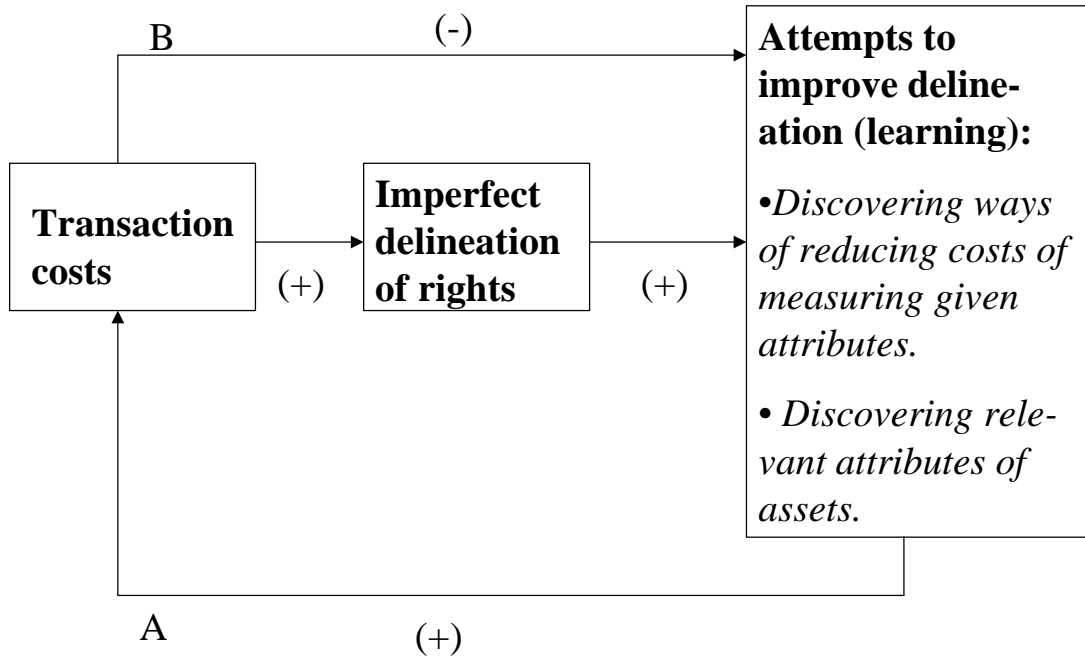 B
(-)
Attempts to
improve deline-
ation (learning):
•Discovering ways
of reducing costs of
measuring given
attributes.
• Discovering rele-
vant attributes of
assets.
Transaction
costs
(+)
Imperfect
delineation
of rights
(+)
A
(+)